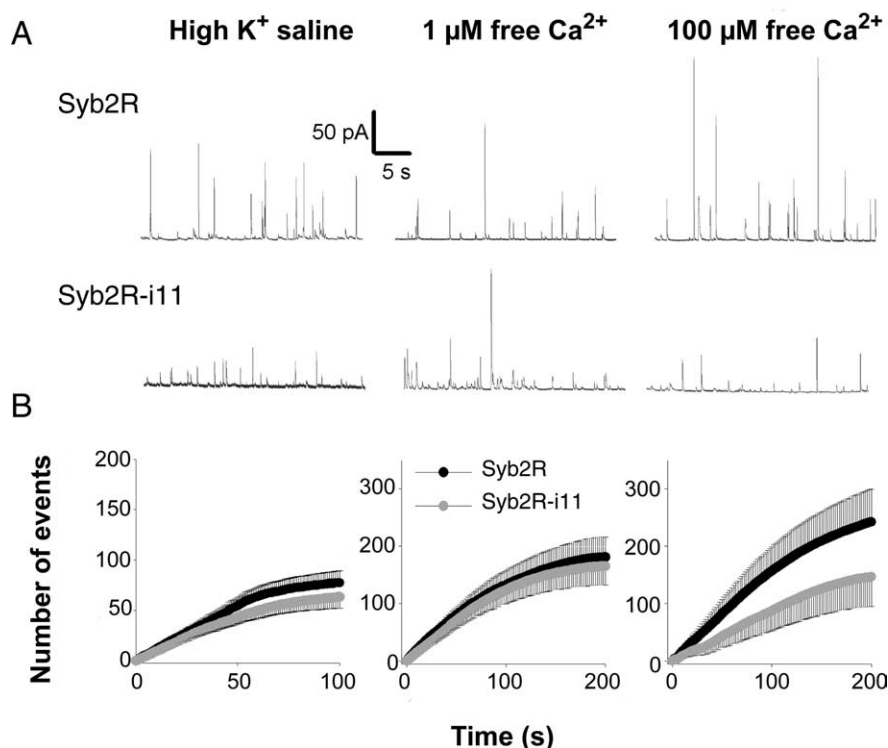 A
High K⁺ saline
1 µM free Ca²⁺
100 µM free Ca²⁺
Syb2R
50 pA
5 s
Syb2R-i11
B
Number of events
200
150
100
50
0
0
50
100
300
200
100
0
0
100
200
Syb2R
Syb2R-i11
300
200
100
0
0
100
200
Time (s)